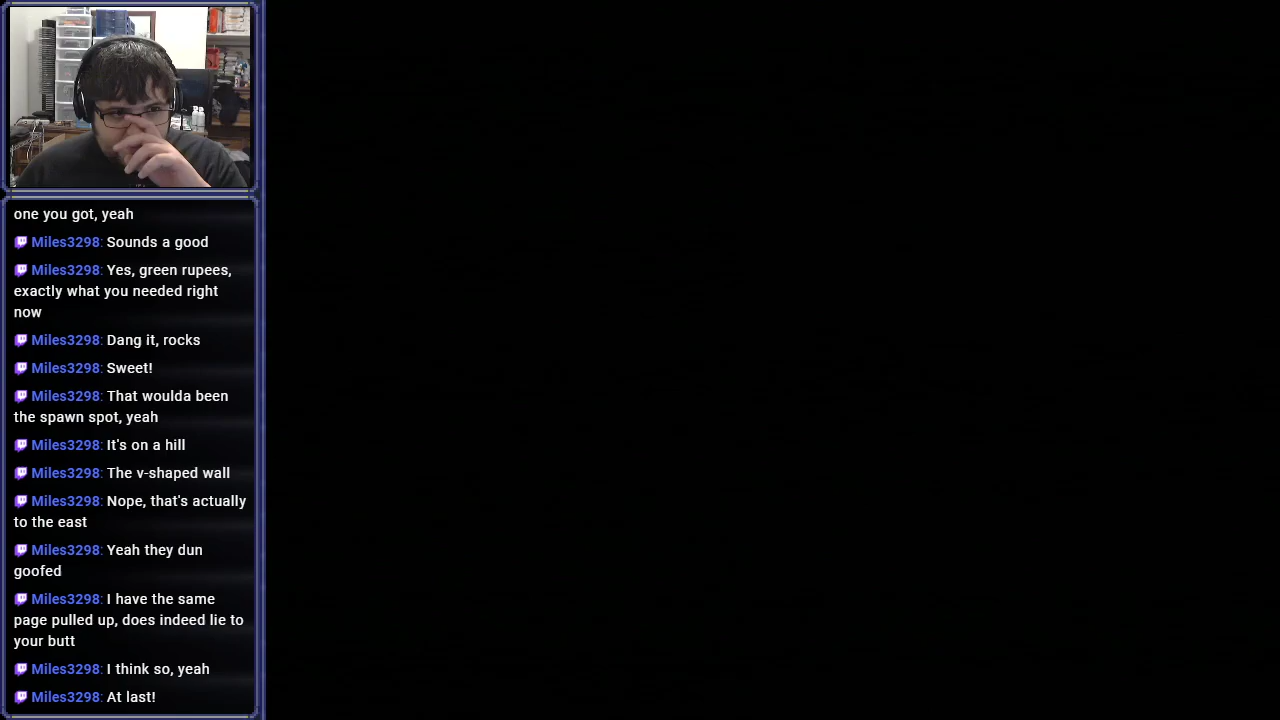 one you got, yeah
Miles3298: Sounds a good
Miles3298: Yes, green rupees,
exactly what you needed right
now
Miles3298: Dang it, rocks
Miles3298: Sweet!
Miles3298: That woulda been
the spawn spot, yeah
Miles3298: It's on a hill
Miles3298: The v-shaped wall
Miles3298: Nope, that's actually
to the east
Miles3298: Yeah they dun
goofed
Miles3298: I have the same
page pulled up, does indeed lie to
your butt
Miles3298: I think so, yeah
Miles3298: At last!